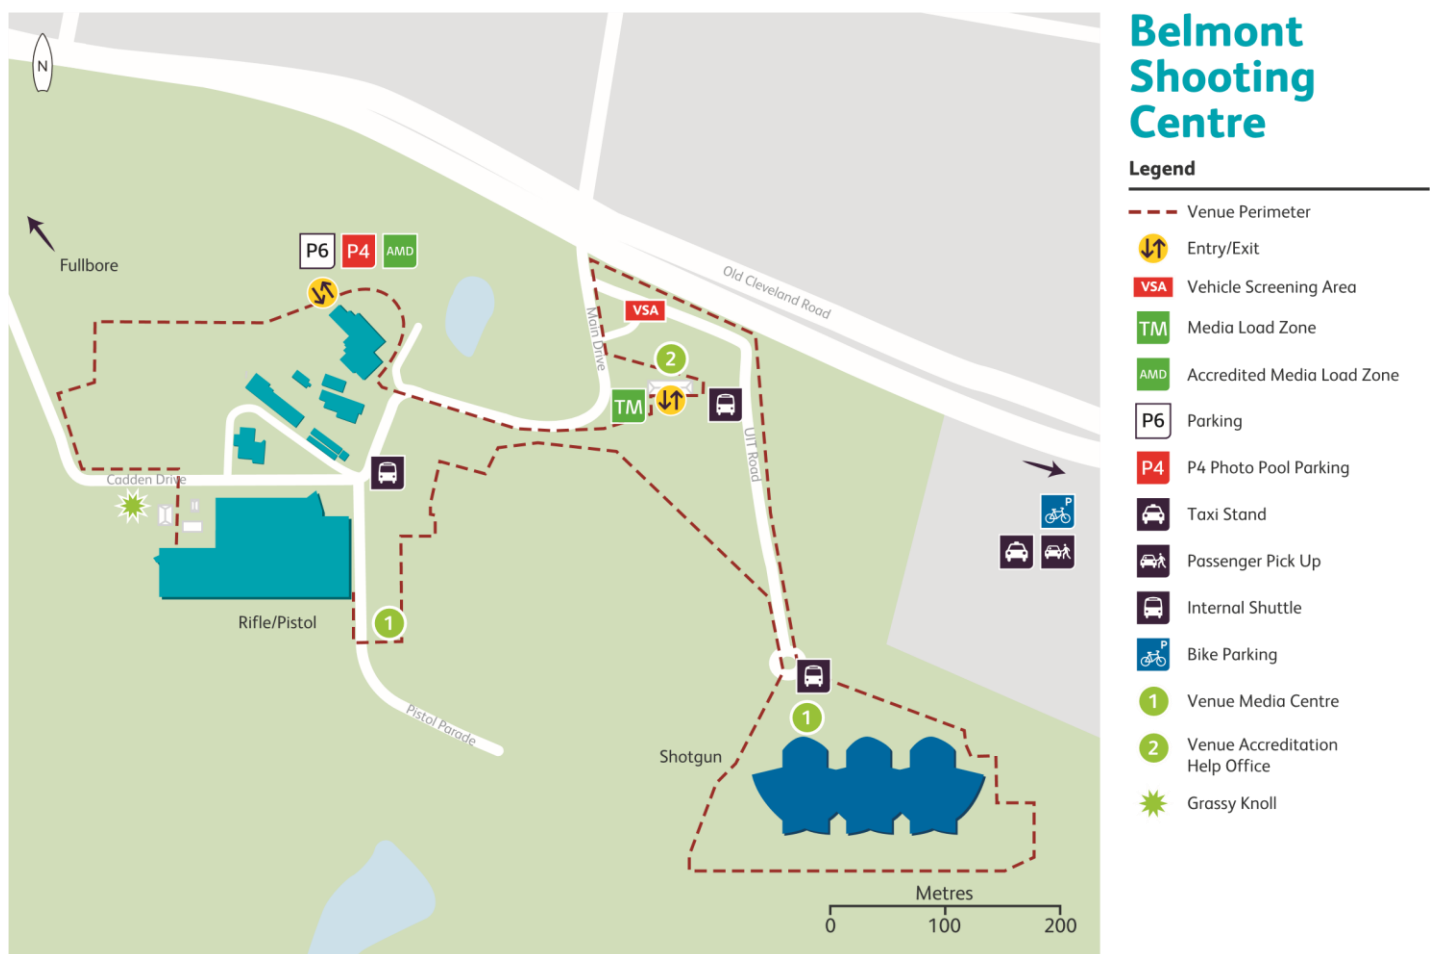 Belmont
Shooting
Centre
Legend
Venue Perimeter
Entry/Exit
VSA Vehicle Screening Area
TM Media Load Zone
AMD Accredited Media Load Zone
P6 Parking
P4 P4 Photo Pool Parking
Taxi Stand
Passenger Pick Up
Internal Shuttle
P Bike Parking
1 Venue Media Centre
2 Venue Accreditation
Help Office
Grassy Knoll
N
Fullbore
P6 P4 AMD
Old Cleveland Road
VSA
Main Drive
2
TM
UIT Road
Cadden Drive
P
Rifle/Pistol
1
Pistol Parade
1
Shotgun
Metres
0 100 200